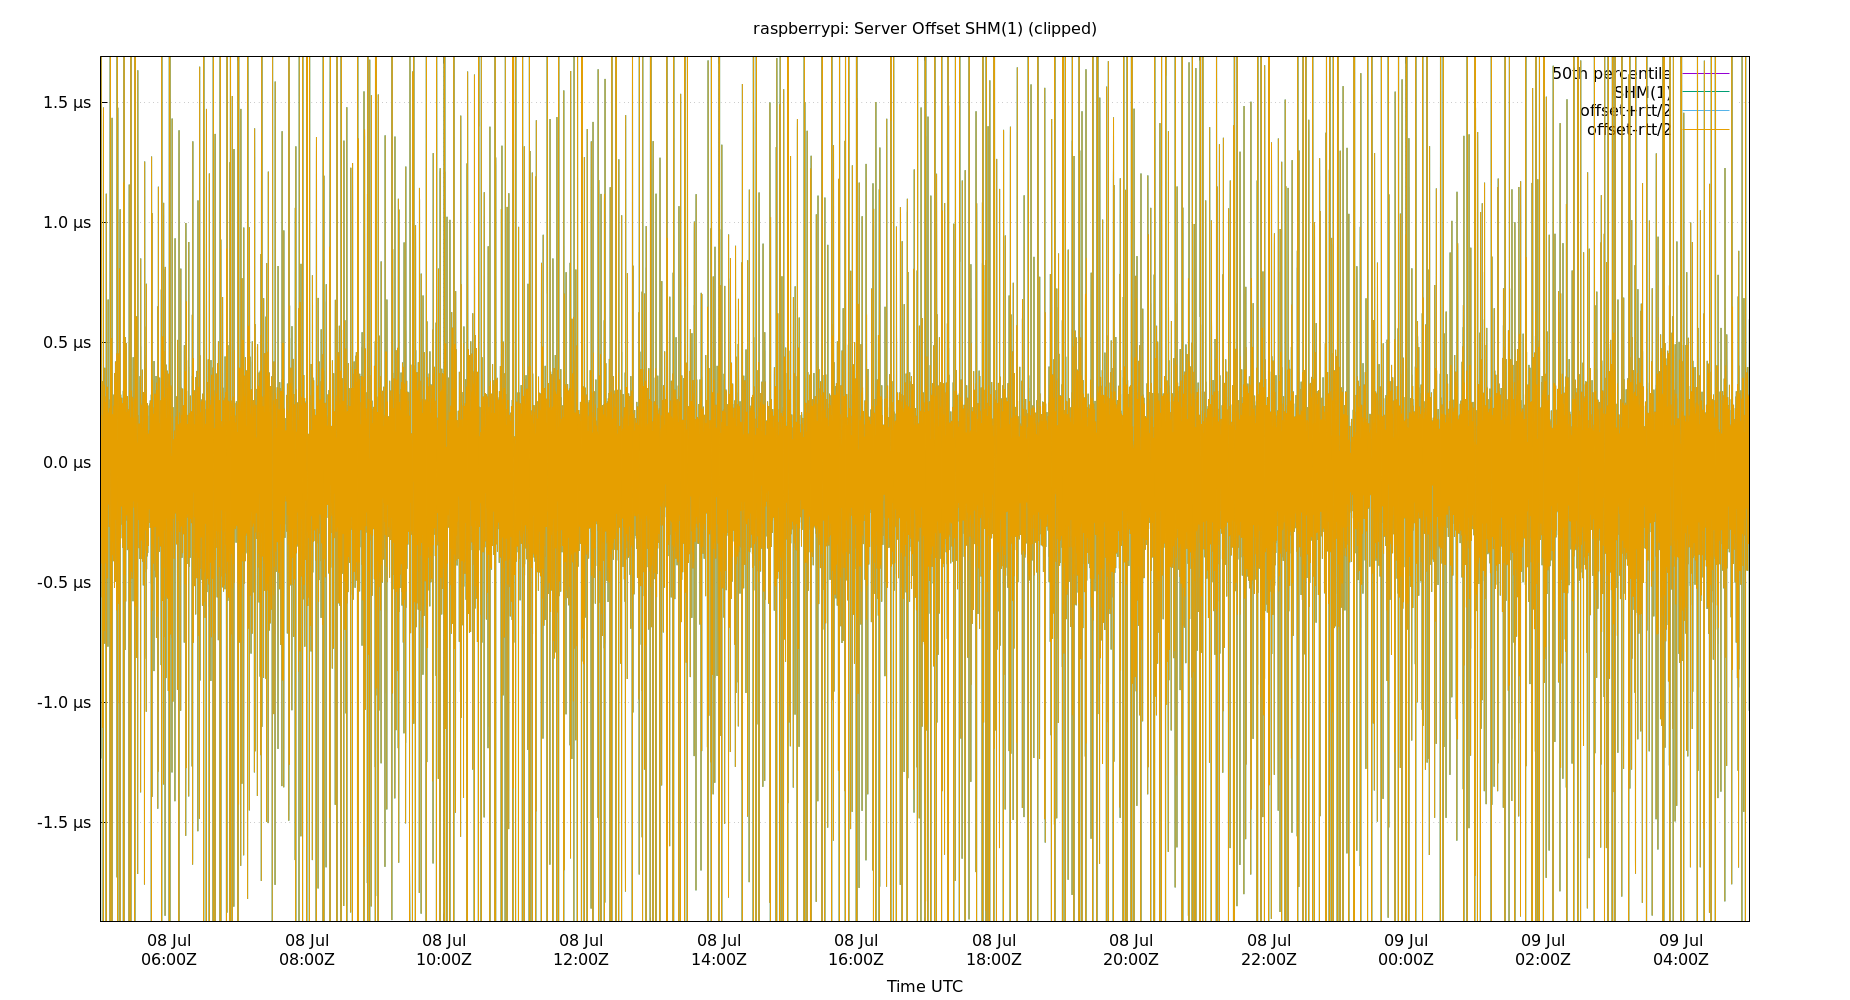 raspberrypi: Server Offset SHM(1) (clipped)
50th percentile
SHM(1)
offset+rtt/2
offset-rtt/2
1.5 µs
1.0 µs
0.5 µs
0.0 µs
-0.5 µs
-1.0 µs
-1.5 µs
08 Jul 08 Jul 08 Jul 08 Jul 08 Jul 08 Jul 08 Jul 08 Jul 08 Jul 09 Jul 09 Jul 09 Jul
06:00Z 08:00Z 10:00Z 12:00Z 14:00Z 16:00Z 18:00Z 20:00Z 22:00Z 00:00Z 02:00Z 04:00Z
Time UTC